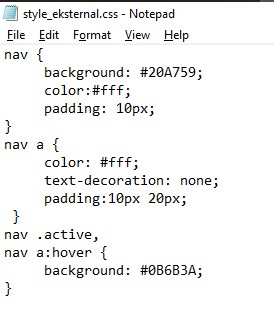 style_eksternal.css - Notepad
File Edit Format View Help
nav {
background: #20A759;
color:#fff;
padding: 10px;
}
nav a {
color: #fff;
text-decoration: none;
padding:10px 20px;
}
nav .active,
nav a:hover {
background: #0B6B3A;
}